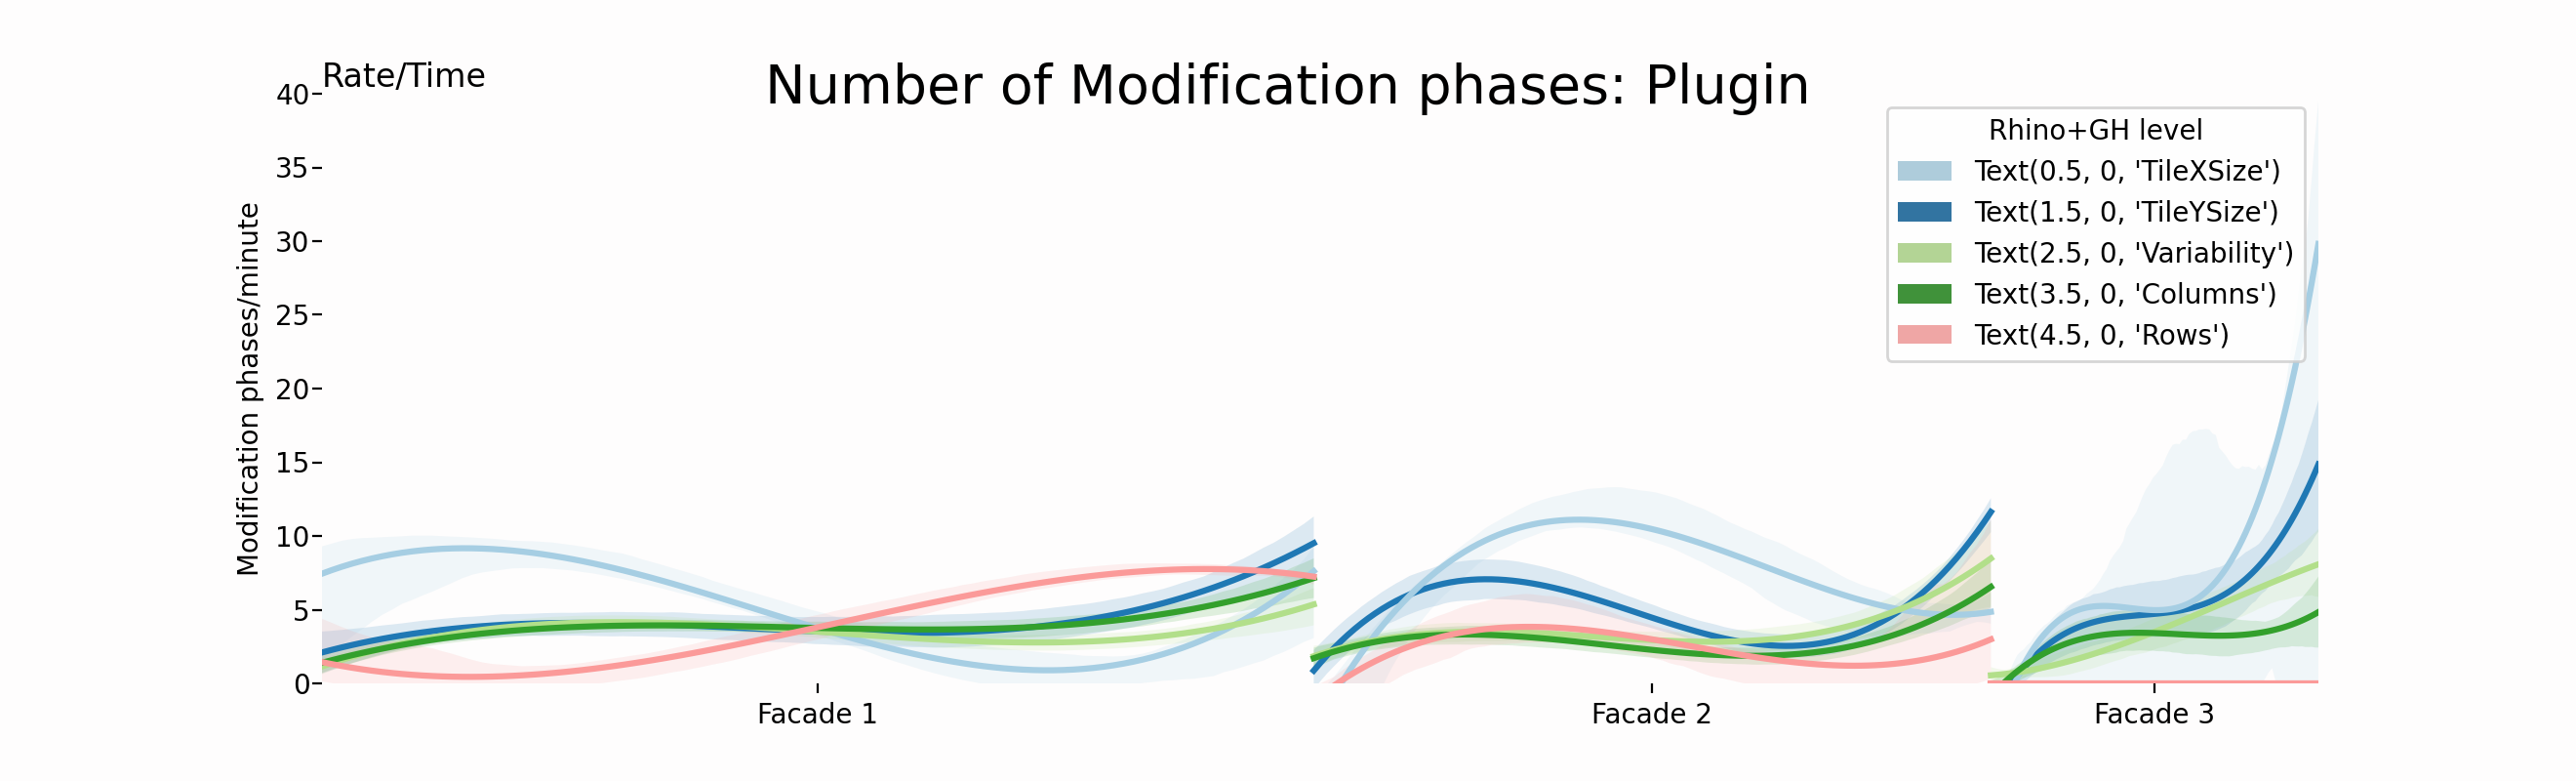 Rate/Time
Number of Modification phases: Plugin
Modification phases/minute
40
35
30
25
20
15
10
5
0
Rhino+GH level
Text(0.5, 0, 'TileXSize')
Text(1.5, 0, 'TileYSize')
Text(2.5, 0, 'Variability')
Text(3.5, 0, 'Columns')
Text(4.5, 0, 'Rows')
Facade 1
Facade 2
Facade 3